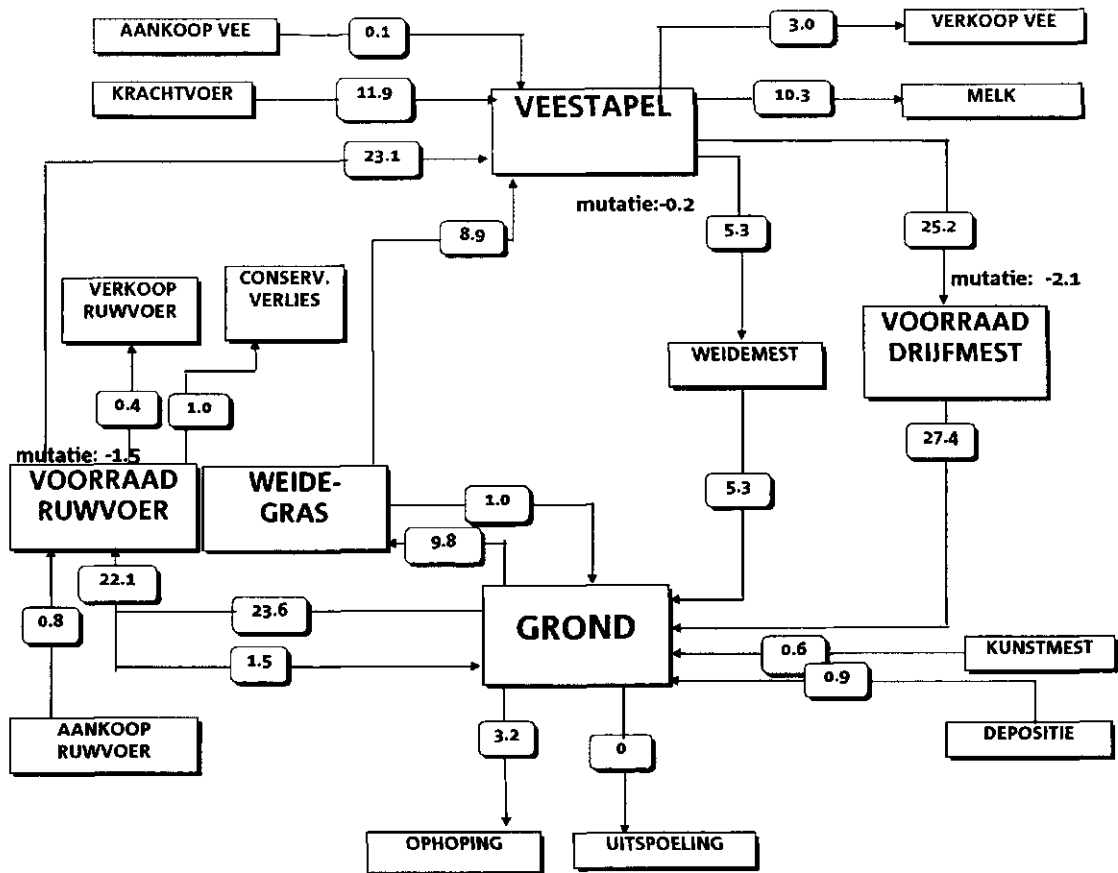 AANKOOP VEE
0.1
3.0
VERKOOP VEE
KRACHTVOER
11.9
VEESTAPEL
10.3
MELK
23.1
mutatie:-0.2
8.9
5.3
25.2
VERKOOP
RUWVOER
CONSERV.
VERLIES
mutatie: -2.1
VOORRAAD
DRIJFMEST
WEIDEMEST
0.4
1.0
27.4
mutatie: -1.5
VOORRAAD
RUWVOER
WEIDE-
GRAS
1.0
5.3
9.8
22.1
0.8
23.6
GROND
1.5
0.6
KUNSTMEST
0.9
AANKOOP
RUWVOER
3.2
0
DEPOSITIE
OPHOPING
UITSPOELING